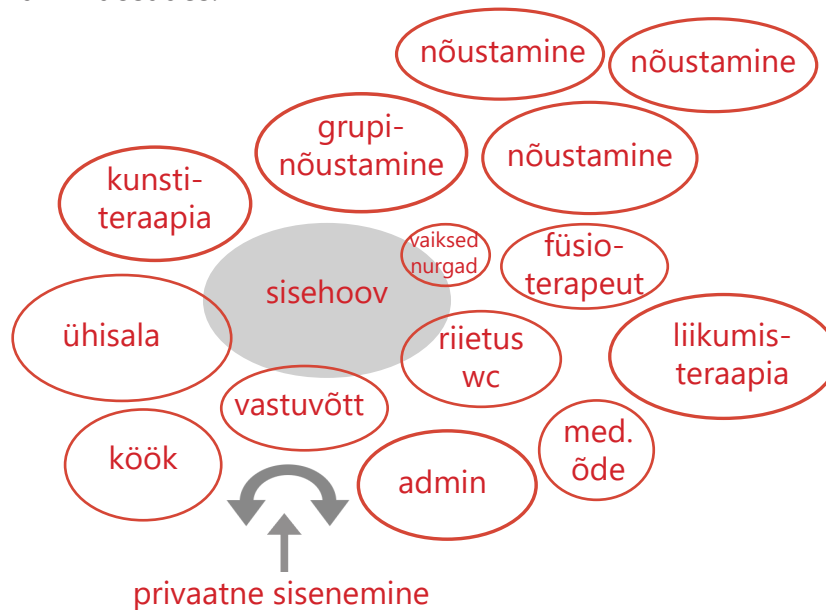 nõustamine
nõustamine
grupi-
nõustamine
nõustamine
kunsti-
teraapia
vaiksed
nurgad
füsio-
terapeut
sisehoov
ühisala
riietus
wc
liikumis-
teraapia
vastuvõtt
köök
admin
med.
õde
privaatne sisenemine